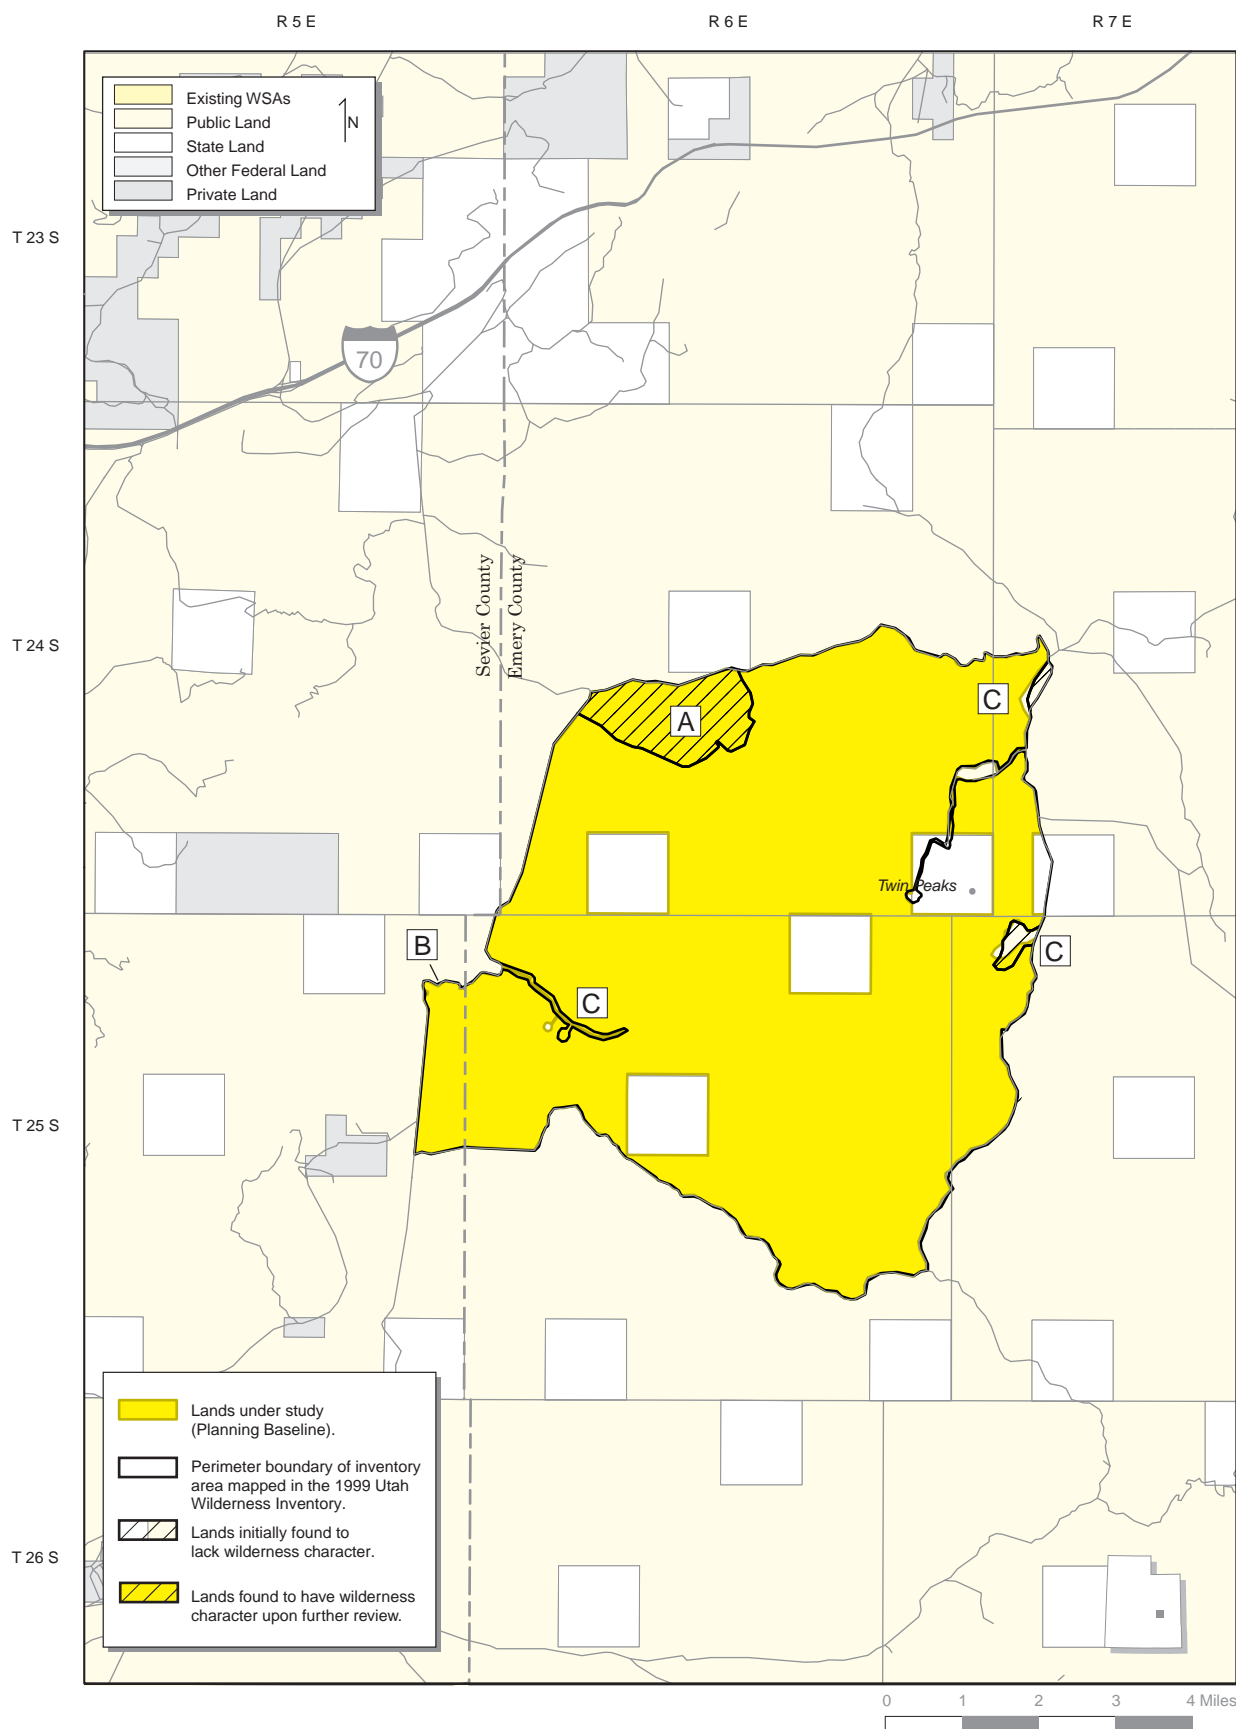 R 5 E
R 6 E
R 7 E
Existing WSAs
Public Land
State Land
Other Federal Land
Private Land
N
T 23 S
70
Sevier County
Emery County
T 24 S
A
C
Twin Peaks
B
C
C
T 25 S
Lands under study
(Planning Baseline).
Perimeter boundary of inventory
area mapped in the 1999 Utah
Wilderness Inventory.
Lands initially found to
lack wilderness character.
Lands found to have wilderness
character upon further review.
T 26 S
0 1 2 3 4 Miles